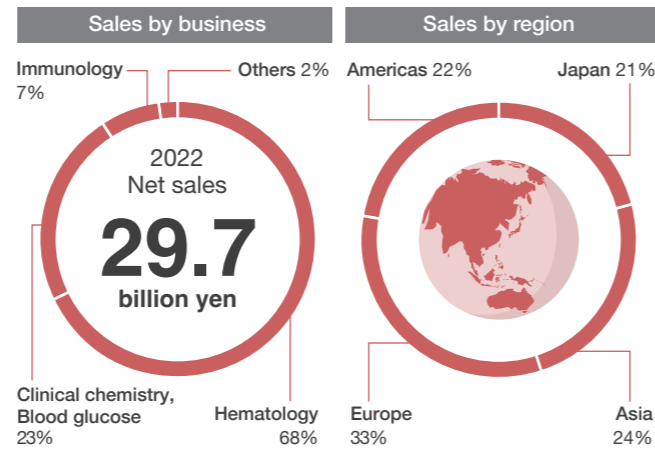 Sales by business
Immunology
7%
Others 2%
2022
Net sales
29.7
billion yen
Clinical chemistry,
Blood glucose
23%
Hematology
68%
Sales by region
Americas 22%
Japan 21%
Europe
33%
Asia
24%